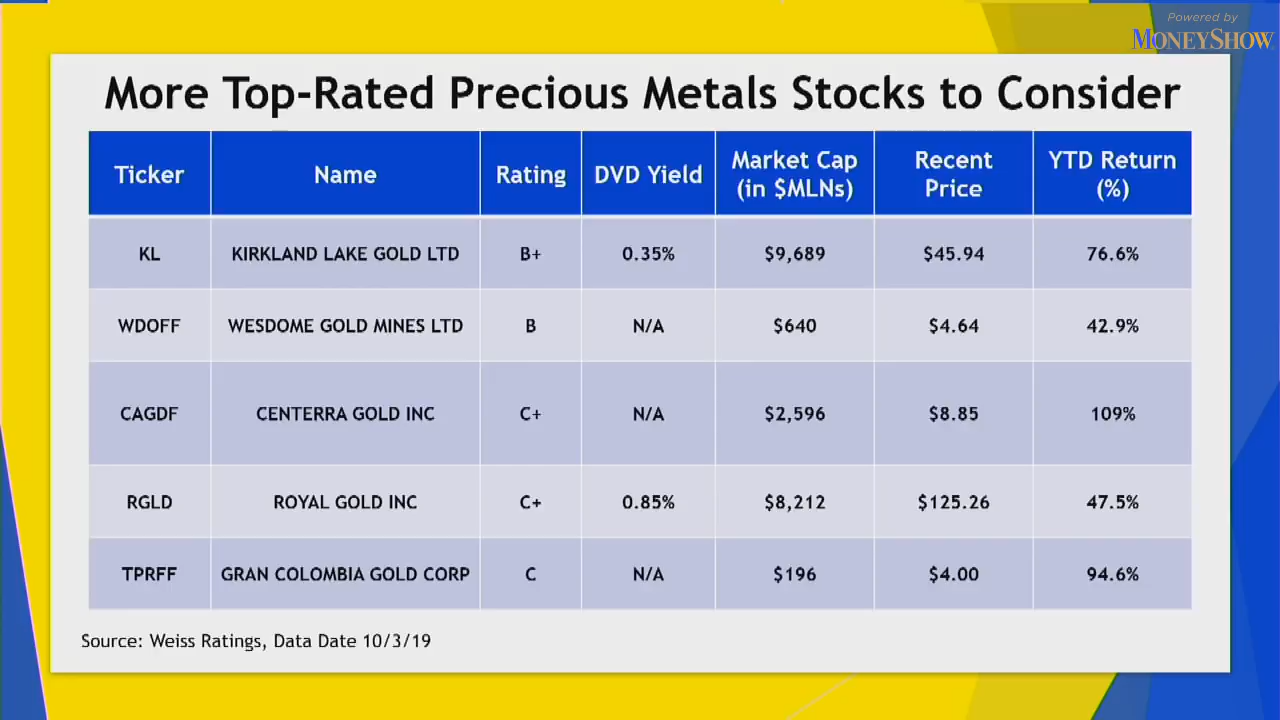 Powered by
MONEYSHOW
More Top-Rated Precious Metals Stocks to Consider
Ticker Name Rating DVD Yield Market Cap (in $MLNs) Recent Price YTD Return (%)
KL KIRKLAND LAKE GOLD LTD B+ 0.35% $9,689 $45.94 76.6%
WDOFF WESDOME GOLD MINES LTD B N/A $640 $4.64 42.9%
CAGDF CENTERRA GOLD INC C+ N/A $2,596 $8.85 109%
RGLD ROYAL GOLD INC C+ 0.85% $8,212 $125.26 47.5%
TPRFF GRAN COLOMBIA GOLD CORP C N/A $196 $4.00 94.6%
Source: Weiss Ratings, Data Date 10/3/19